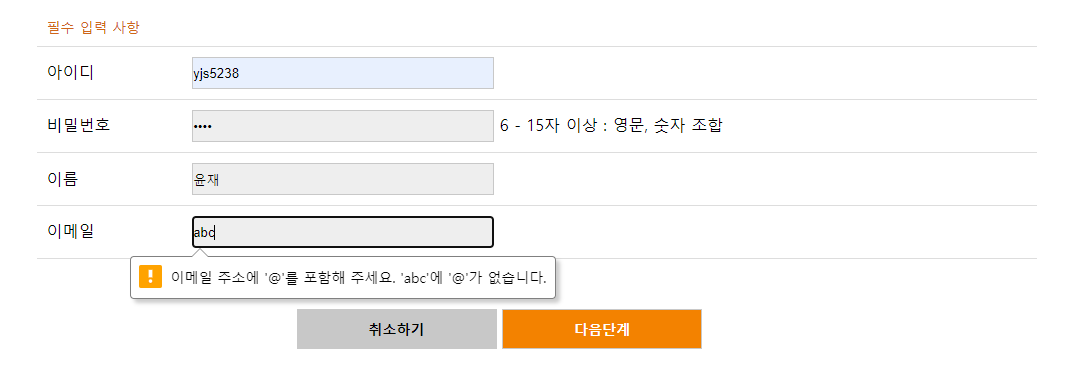 필수 입력 사항
아이디 yjs5238
비밀번호 •••• 6 - 15자 이상 : 영문, 숫자 조합
이름 윤재
이메일 abc
이메일 주소에 '@'를 포함해 주세요. 'abc'에 '@'가 없습니다.
취소하기 다음단계